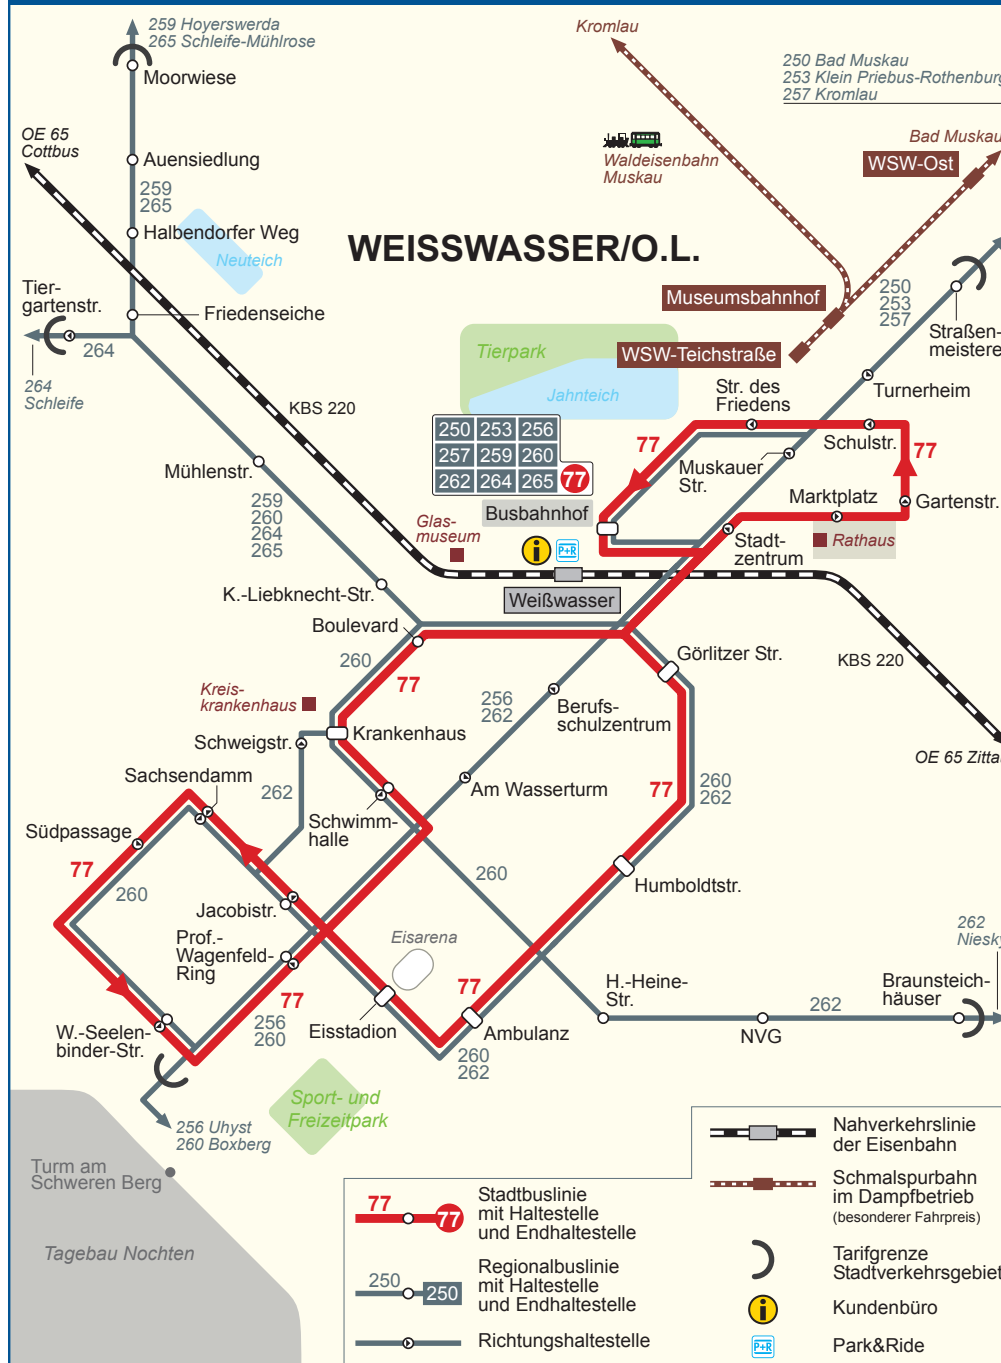 259 Hoyerswerda
265 Schleife-Mühlrose
Moorwiese
Kromlau
250 Bad Muskau
253 Klein Priebus-Rothenburg
257 Kromlau
OE 65
Cottbus
Auensiedlung
259
265
Waldeisenbahn
Muskau
Bad Muskau
WSW-Ost
Halbendorfer Weg
Neuteich
WEISSWASSER/O.L.
Tier-
gartenstr.
Friedenseiche
264
264
Schleife
Museumsbahnhof
250
253
257
Straßen-
meisterei
Tierpark
WSW-Teichstraße
Jahnteich
Turnerheim
KBS 220
Str. des
Friedens
250 253 256
257 259 260
262 264 265 77
77
Schulstr.
77
Mühlenstr.
Muskauer
Str.
259
260
264
265
Marktplatz
Gartenstr.
Busbahnhof
Glas-
museum
i
P+R
Stadt-
zentrum
Rathaus
K.-Liebknecht-Str.
Weißwasser
Boulevard
260
77
Görlitzer Str.
KBS 220
Kreis-
krankenhaus
256
262
Berufs-
schulzentrum
Krankenhaus
Schweigstr.
OE 65 Zittau
Sachsendamm
262
Am Wasserturm
77
260
262
Südpassage
Schwimm-
halle
77
260
260
Humboldtstr.
Jacobistr.
Prof.-
Wagenfeld-
Ring
Eisarena
262
Niesky
77
77
H.-Heine-
Str.
Braunsteich-
häuser
262
W.-Seelen-
binder-Str.
256
260
Eisstadion
Ambulanz
NVG
260
262
Sport- und
Freizeitpark
256 Uhyst
260 Boxberg
Turm am
Schweren Berg
Tagebau Nochten
77
77
Stadtbuslinie
mit Haltestelle
und Endhaltestelle
250
250
Regionalbuslinie
mit Haltestelle
und Endhaltestelle
Richtungshaltestelle
Nahverkehrslinie
der Eisenbahn
Schmalspurbahn
im Dampfbetrieb
(besonderer Fahrpreis)
Tarifgrenze
Stadtverkehrsgebiet
i
Kundenbüro
P+R
Park&Ride